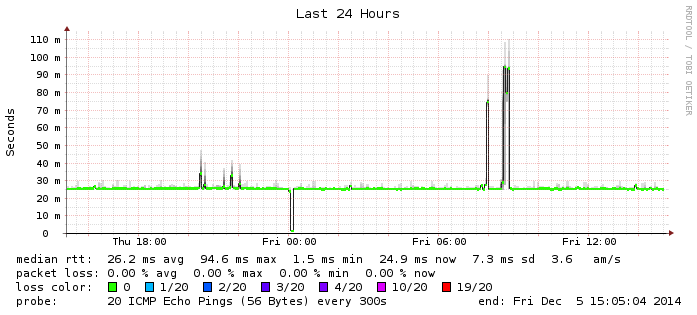 Last 24 Hours
RRDTOOL / TOBI OETIKER
Seconds
110 m
100 m
90 m
80 m
70 m
60 m
50 m
40 m
30 m
20 m
10 m
0
Thu 18:00 Fri 00:00 Fri 06:00 Fri 12:00
median rtt: 26.2 ms avg 94.6 ms max 1.5 ms min 24.9 ms now 7.3 ms sd 3.6 am/s
packet loss: 0.00 % avg 0.00 % max 0.00 % min 0.00 % now
loss color: 0 1/20 2/20 3/20 4/20 10/20 19/20
probe: 20 ICMP Echo Pings (56 Bytes) every 300s end: Fri Dec 5 15:05:04 2014